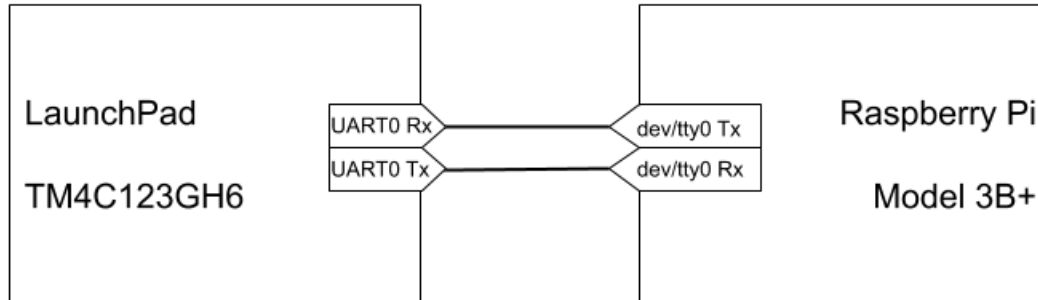 LaunchPad
TM4C123GH6
UART0 Rx
UART0 Tx
dev/tty0 Tx
dev/tty0 Rx
Raspberry Pi
Model 3B+